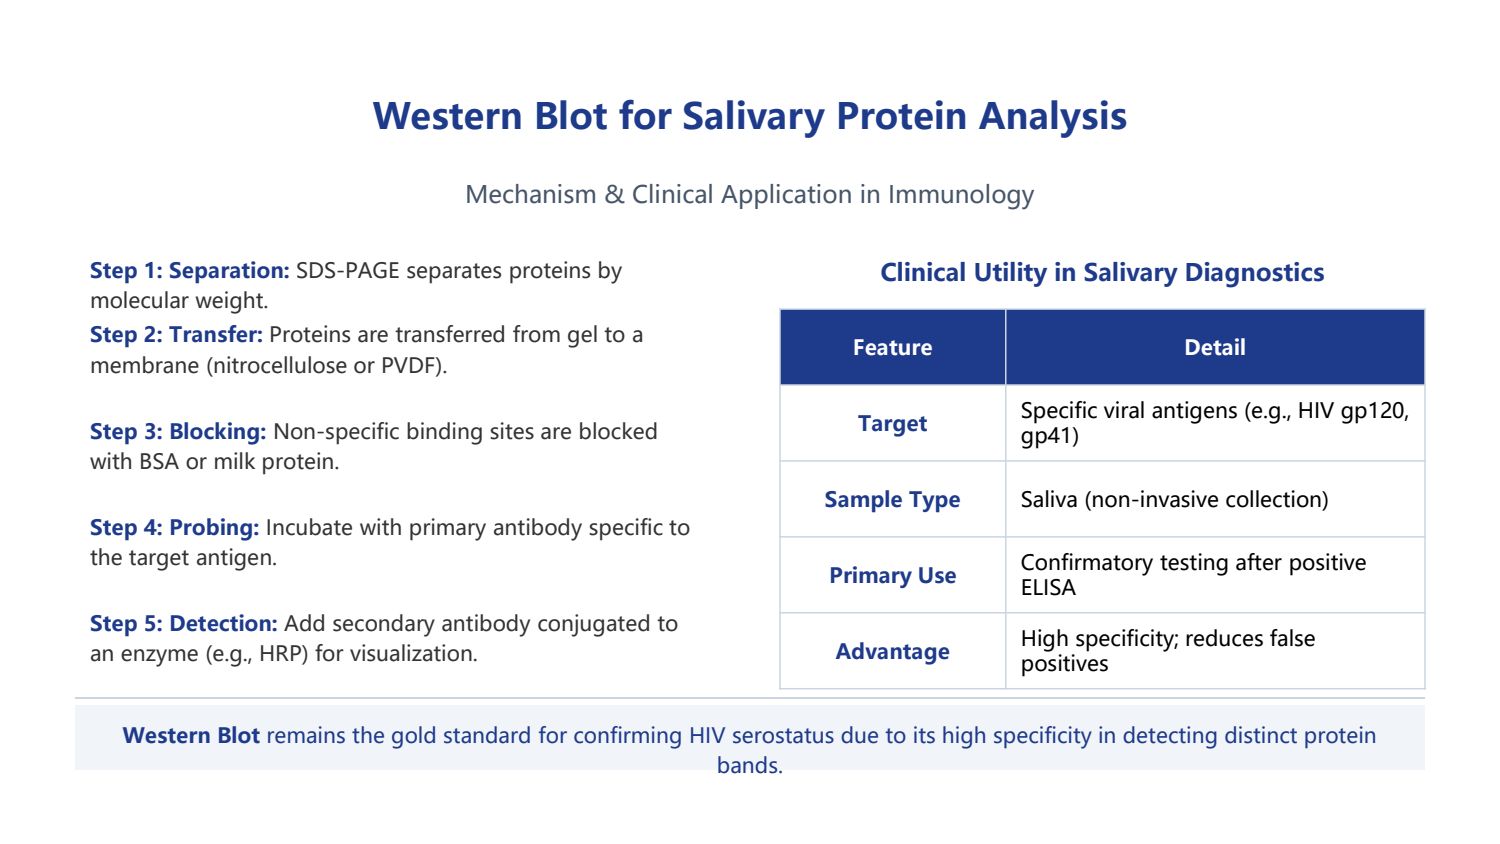 Western Blot for Salivary Protein Analysis
Mechanism & Clinical Application in Immunology
Step 1: Separation: SDS-PAGE separates proteins by
molecular weight.
Step 2: Transfer: Proteins are transferred from gel to a
membrane (nitrocellulose or PVDF).
Step 3: Blocking: Non-specific binding sites are blocked
with BSA or milk protein.
Step 4: Probing: Incubate with primary antibody specific to
the target antigen.
Step 5: Detection: Add secondary antibody conjugated to
an enzyme (e.g., HRP) for visualization.
Clinical Utility in Salivary Diagnostics
Feature Detail
Target Specific viral antigens (e.g., HIV gp120,
gp41)
Sample Type Saliva (non-invasive collection)
Primary Use Confirmatory testing after positive
ELISA
Advantage High specificity; reduces false
positives
Western Blot remains the gold standard for confirming HIV serostatus due to its high specificity in detecting distinct protein
bands.